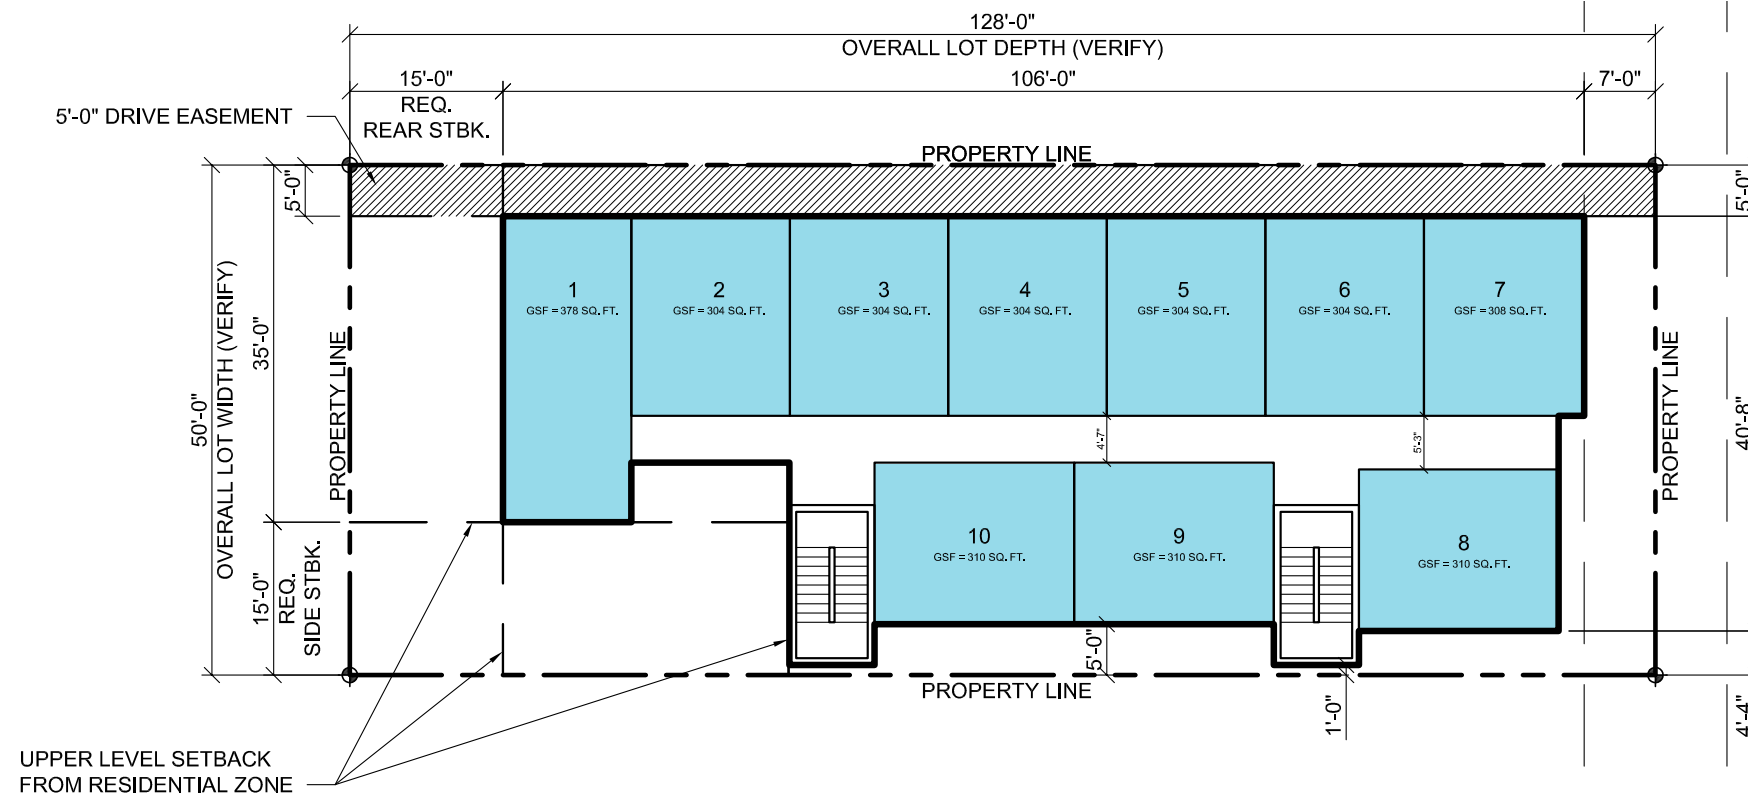 128'-0"
OVERALL LOT DEPTH (VERIFY)
15'-0"
106'-0"
7'-0"
REQ.
REAR STBK.
5'-0" DRIVE EASEMENT
PROPERTY LINE
5'-0"
5'-0"
1
GSF = 378 SQ. FT.
2
GSF = 304 SQ. FT.
3
GSF = 304 SQ. FT.
4
GSF = 304 SQ. FT.
5
GSF = 304 SQ. FT.
6
GSF = 304 SQ. FT.
7
GSF = 308 SQ. FT.
50'-0"
OVERALL LOT WIDTH (VERIFY)
35'-0"
PROPERTY LINE
PROPERTY LINE
40'-8"
4'-7"
5'-3"
10
GSF = 310 SQ. FT.
9
GSF = 310 SQ. FT.
8
GSF = 310 SQ. FT.
15'-0"
REQ.
SIDE STBK.
5'-0"
PROPERTY LINE
1'-0"
4'-4"
UPPER LEVEL SETBACK
FROM RESIDENTIAL ZONE